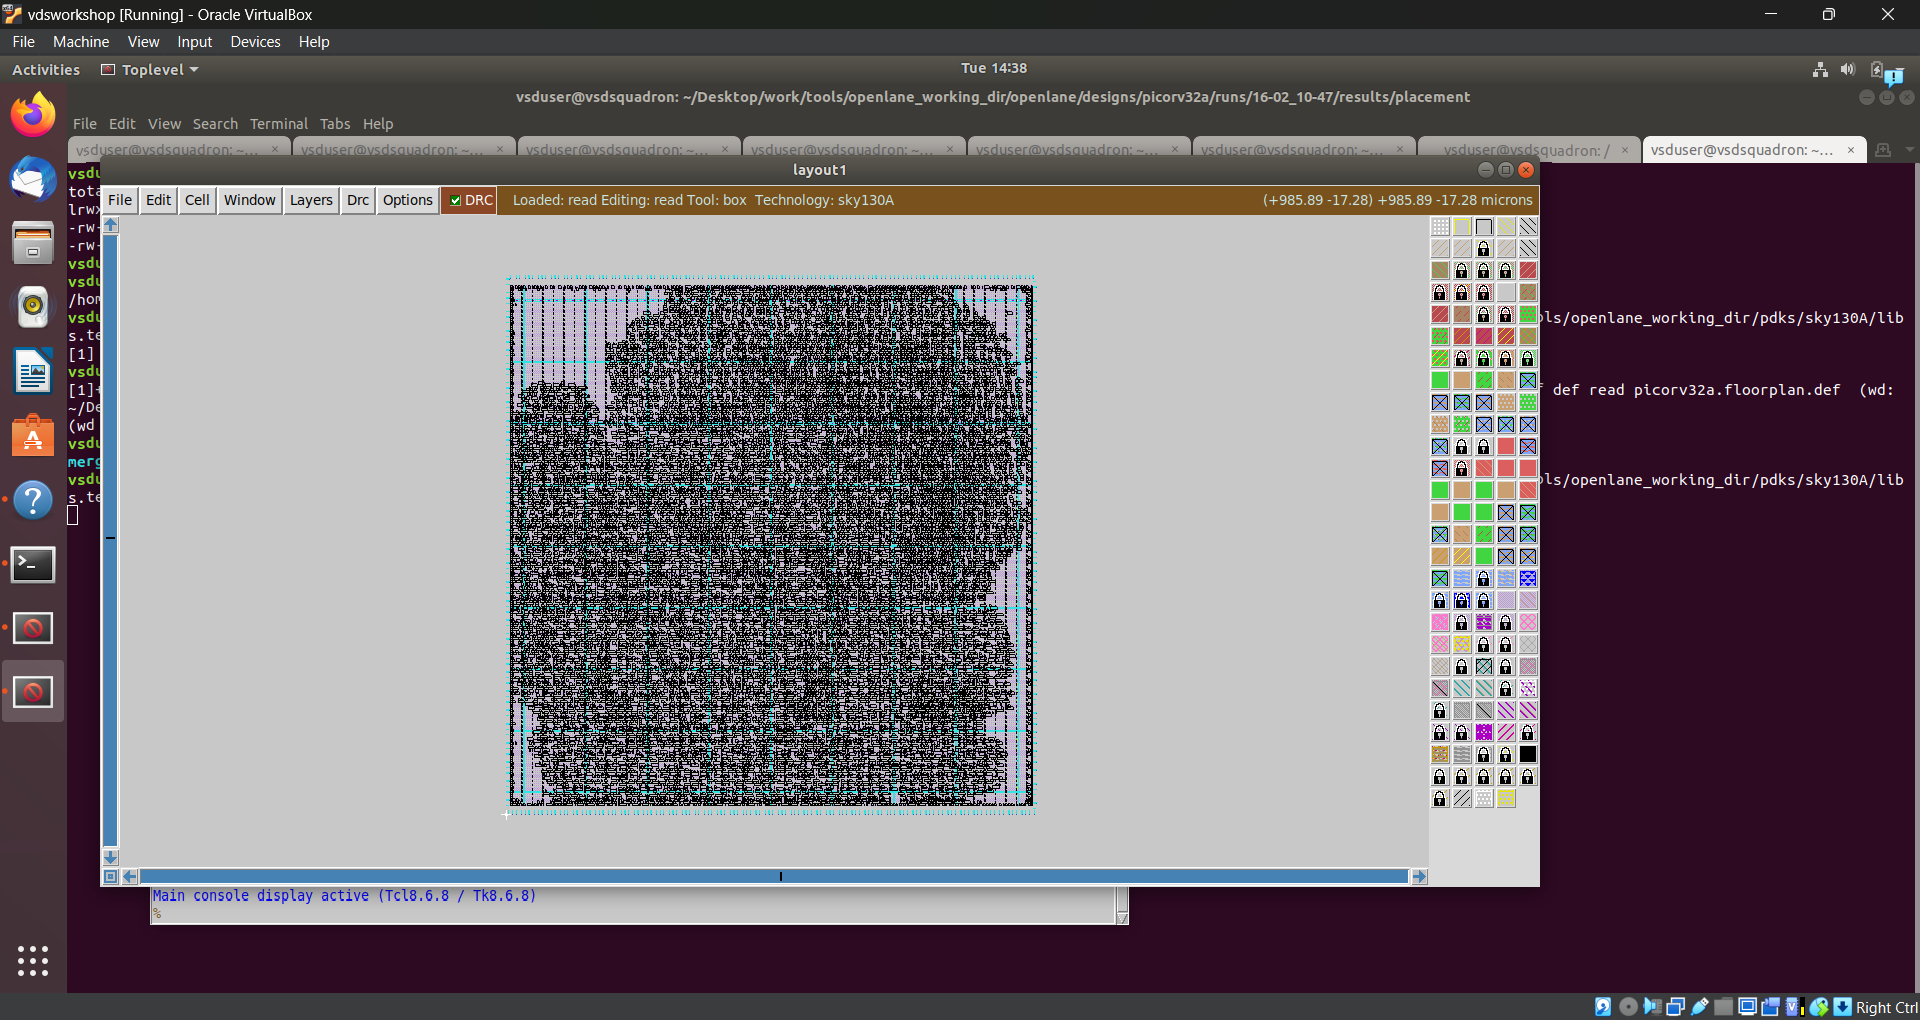 vdsworkshop [Running] - Oracle VirtualBox
File Machine View Input Devices Help
Activities Toplevel Tue 14:38
vsduser@vsdsquadron: ~/Desktop/work/tools/openlane_working_dir/openlane/designs/picorv32a/runs/16-02_10-47/results/placement
File Edit View Search Terminal Tabs Help
vsduser@vsdsquadron: ~... × vsduser@vsdsquadron: ~... × vsduser@vsdsquadron: ~... × vsduser@vsdsquadron: ~... × vsduser@vsdsquadron: ~... × vsduser@vsdsquadron: ~... × vsduser@vsdsquadron: / × vsduser@vsdsquadron: ~... ×
layout1
File Edit Cell Window Layers Drc Options DRC Loaded: read Editing: read Tool: box Technology: sky130A (+985.89 -17.28) +985.89 -17.28 microns
vsdu
tota
lrwx
-rw-
-rw-
vsdu
vsdu
/hom
vsdu ols/openlane_working_dir/pdks/sky130A/lib
s.te
[1]
vsdu
[1]+ def read picorv32a.floorplan.def (wd:
~/De
(wd
vsdu
merg
vsdu ols/openlane_working_dir/pdks/sky130A/lib
s.te
Main console display active (Tcl8.6.8 / Tk8.6.8)
%
Right Ctrl